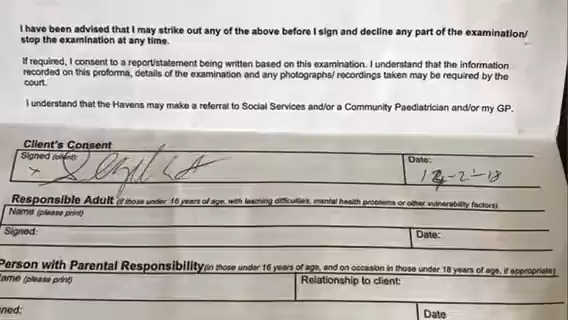 I have been advised that I may strike out any of the above before I sign and decline any part of the examination/
stop the examination at any time.
If required, I consent to a report/statement being written based on this examination. I understand that the information
recorded on this proforma, details of the examination and any photographs/ recordings taken may be required by the
court.
I understand that the Havens may make a referral to Social Services and/or a Community Paediatrician and/or my GP.
Client's Consent
Signed (client):
Date:
x
-2-18
Responsible Adult (if those under 16 years of age, with learning difficulties, mental health problems or other vulnerability factors)
Name (please print)
Signed:
Date:
Person with Parental Responsibility (in those under 16 years of age, and on occasion in those under 18 years of age, if appropriate)
ame (please print)
Relationship to client:
ned:
Date